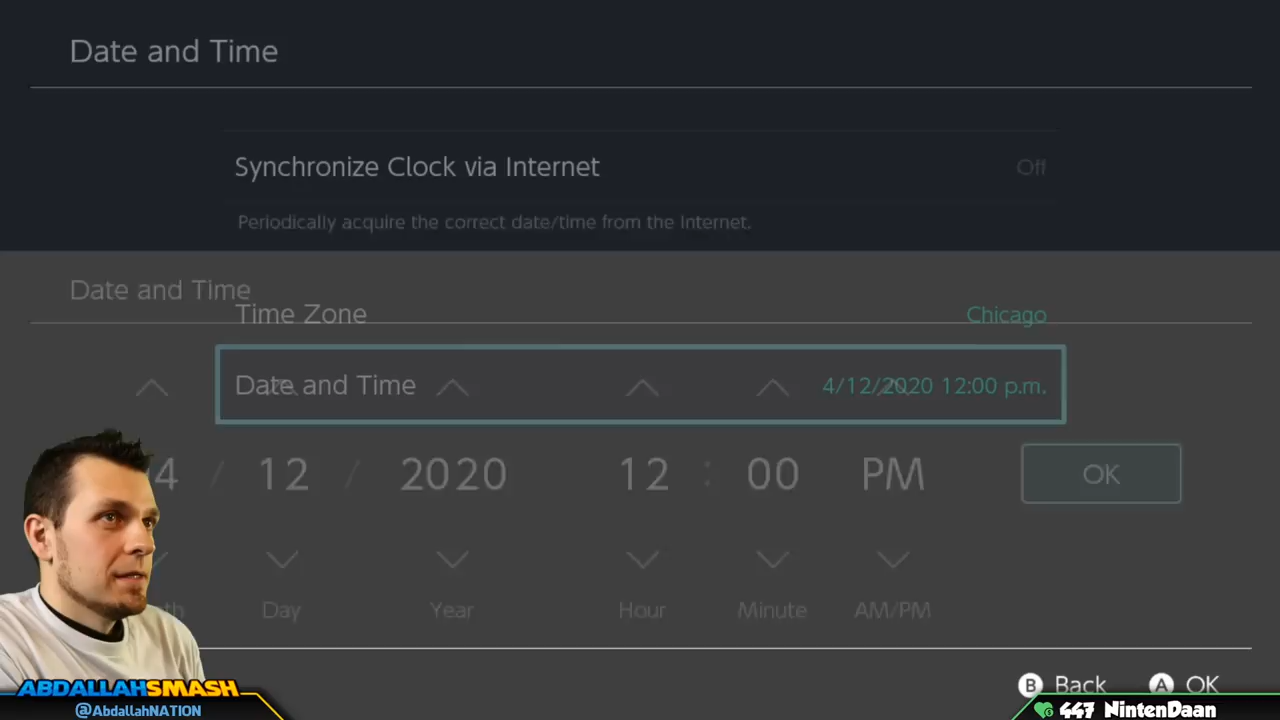 Date and Time
Synchronize Clock via Internet Off
Periodically acquire the correct date/time from the Internet.
Date and Time
Time Zone Chicago
Date and Time 4/12/2020 12:00 p.m.
4 / 12 / 2020 12 : 00 PM OK
Day Year Hour Minute AM/PM
B Back A OK
ABDALLAHSMASH
@AbdallahNATION
447 NintenDaan